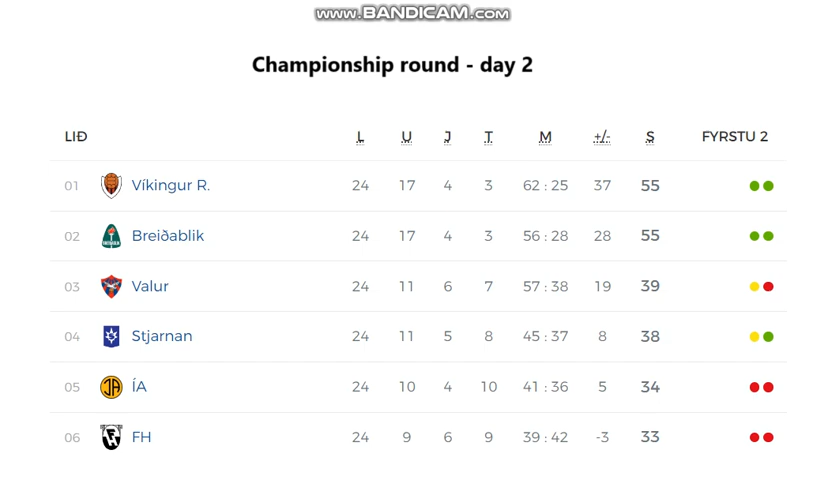 www.BANDICAM.com
Championship round - day 2
LIÐ L U J T M +/- S FYRSTU 2
01 Víkingur R. 24 17 4 3 62 : 25 37 55
02 Breiðablik 24 17 4 3 56 : 28 28 55
03 Valur 24 11 6 7 57 : 38 19 39
04 Stjarnan 24 11 5 8 45 : 37 8 38
05 ÍA 24 10 4 10 41 : 36 5 34
06 FH 24 9 6 9 39 : 42 -3 33